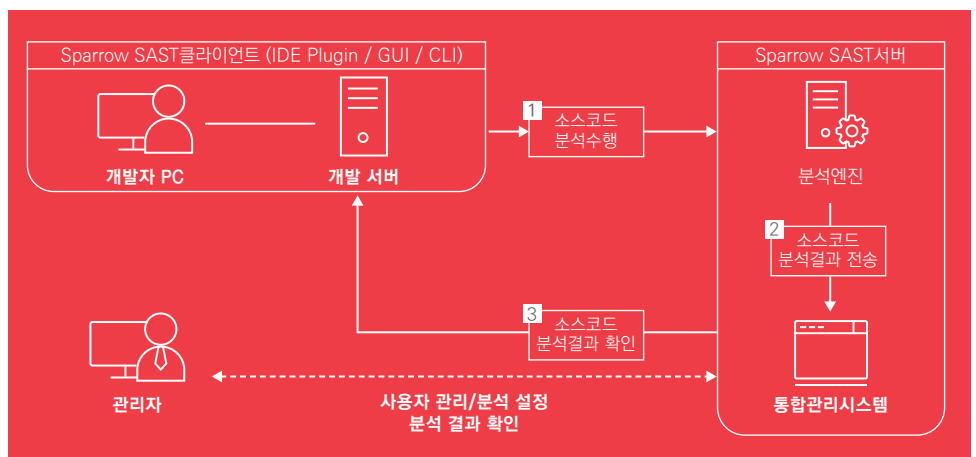 Sparrow SAST클라이언트 (IDE Plugin / GUI / CLI)
Sparrow SAST서버
개발자 PC
개발 서버
1
소스코드
분석수행
분석엔진
2
소스코드
분석결과 전송
3
소스코드
분석결과 확인
관리자
사용자 관리/분석 설정
분석 결과 확인
통합관리시스템